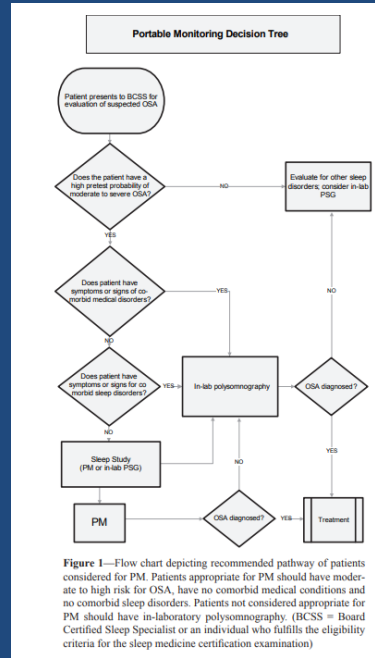 Portable Monitoring Decision Tree
Patient presents to BCSS for
evaluation of suspected OSA
Does the patient have a
high pretest probability of
moderate to severe OSA?
NO
Evaluate for other sleep
disorders; consider in-lab
PSG
YES
Does patient have
symptoms or signs of co-
morbid medical disorders?
YES
NO
NO
Does patient have
symptoms or signs for co
morbid sleep disorders?
YES
In-lab polysomnography
OSA diagnosed?
NO
Sleep Study
(PM or in-lab PSG)
NO
YES
PM
OSA diagnosed?
YES
Treatment
Figure 1—Flow chart depicting recommended pathway of patients
considered for PM. Patients appropriate for PM should have moder-
ate to high risk for OSA, have no comorbid medical conditions and
no comorbid sleep disorders. Patients not considered appropriate for
PM should have in-laboratory polysomnography. (BCSS = Board
Certified Sleep Specialist or an individual who fulfills the eligibility
criteria for the sleep medicine certification examination)